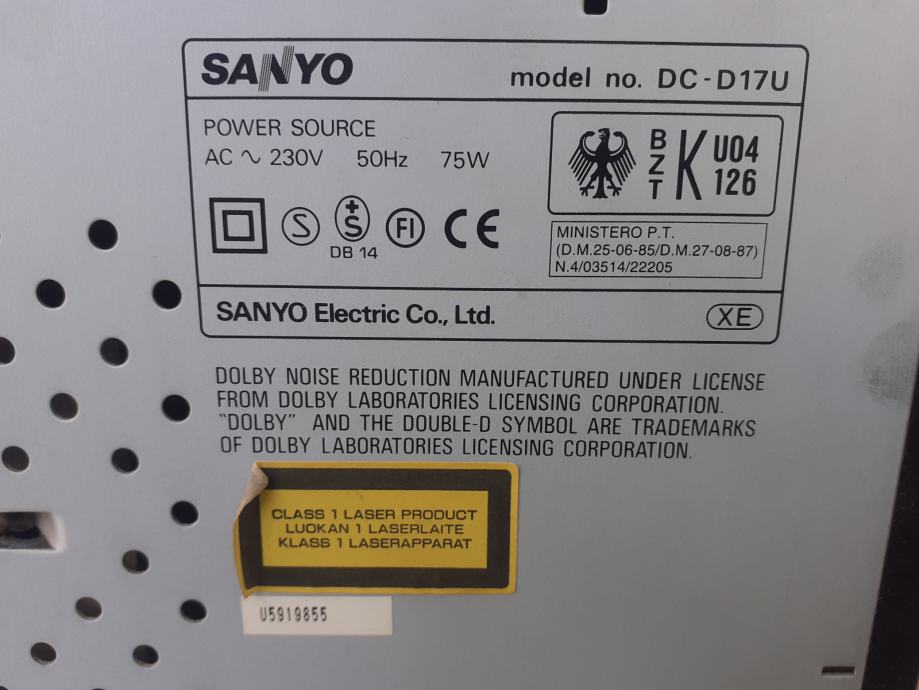 SANYO
model no. DC-D17U
POWER SOURCE
AC ∿ 230V 50Hz 75W
BZT K U04 126
S
+S
FI
CE
DB 14
MINISTERO P.T.
(D.M.25-06-85/D.M.27-08-87)
N.4/03514/22205
SANYO Electric Co., Ltd.
XE
DOLBY NOISE REDUCTION MANUFACTURED UNDER LICENSE
FROM DOLBY LABORATORIES LICENSING CORPORATION.
"DOLBY" AND THE DOUBLE-D SYMBOL ARE TRADEMARKS
OF DOLBY LABORATORIES LICENSING CORPORATION.
CLASS 1 LASER PRODUCT
LUOKAN 1 LASERLAITE
KLASS 1 LASERAPPARAT
U5919855